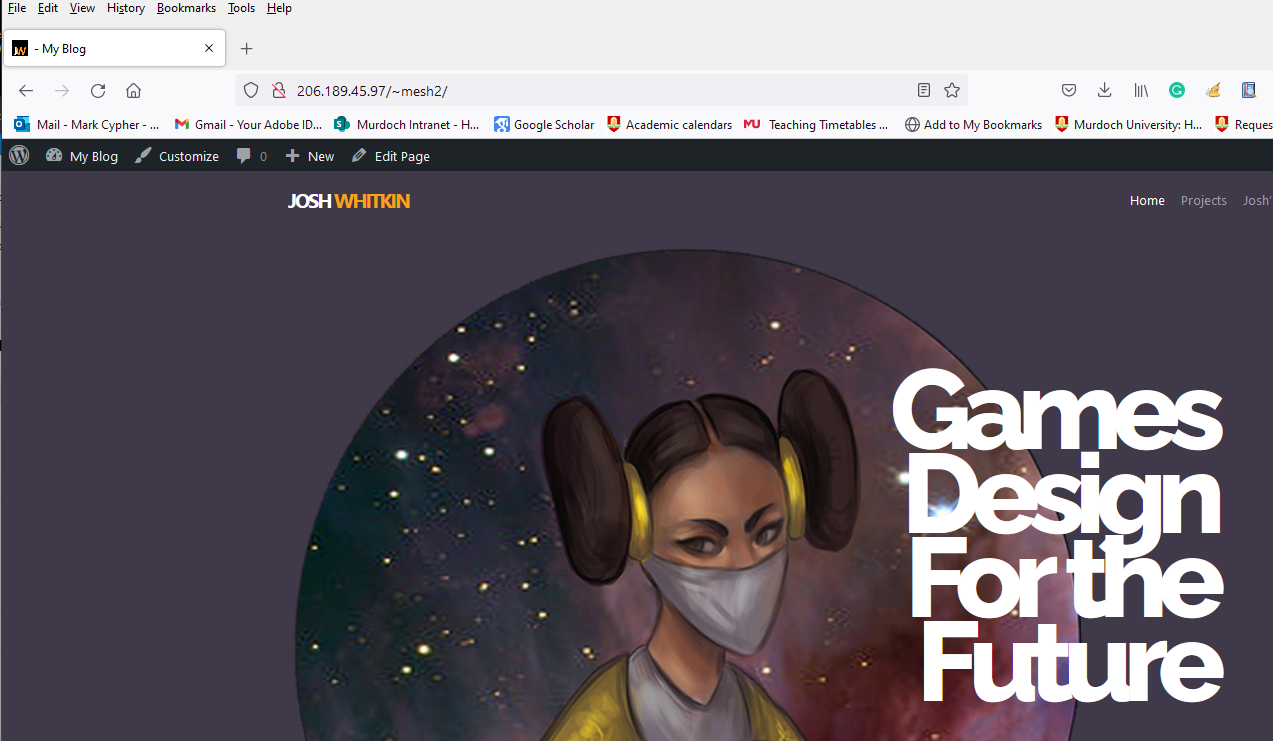 File Edit View History Bookmarks Tools Help
- My Blog
206.189.45.97/~mesh2/
Mail - Mark Cypher - ... Gmail - Your Adobe ID... Murdoch Intranet - H... Google Scholar Academic calendars Teaching Timetables ... Add to My Bookmarks Murdoch University: H... Reques
My Blog Customize 0 New Edit Page
JOSH WHITKIN
Home Projects Josh'
Games
Design
For the
Future